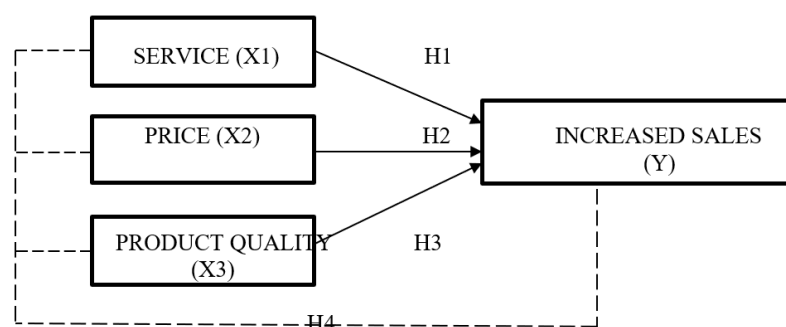 SERVICE (X1)
H1
PRICE (X2)
H2
INCREASED SALES
(Y)
PRODUCT QUALITY
(X3)
H3
H4